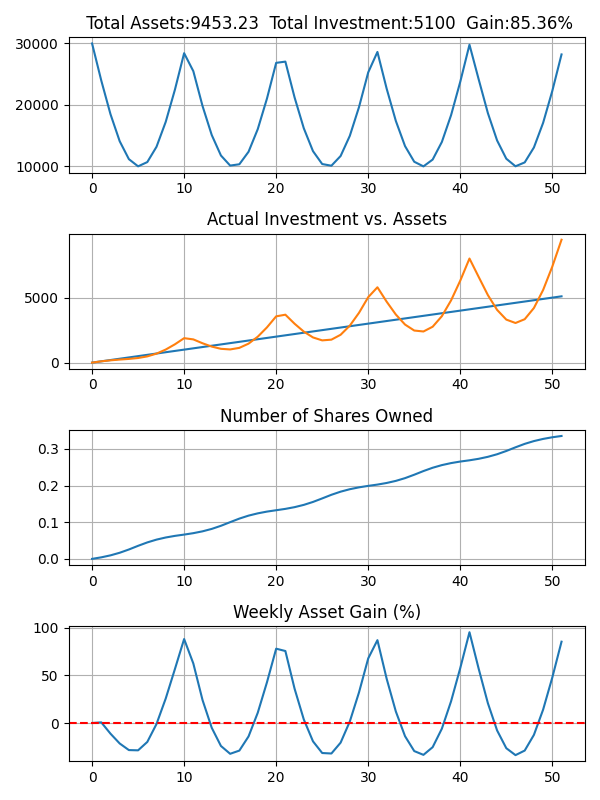 Total Assets:9453.23  Total Investment:5100  Gain:85.36%
30000
20000
10000
0 10 20 30 40 50
Actual Investment vs. Assets
5000
0
0 10 20 30 40 50
Number of Shares Owned
0.3
0.2
0.1
0.0
0 10 20 30 40 50
Weekly Asset Gain (%)
100
50
0
0 10 20 30 40 50